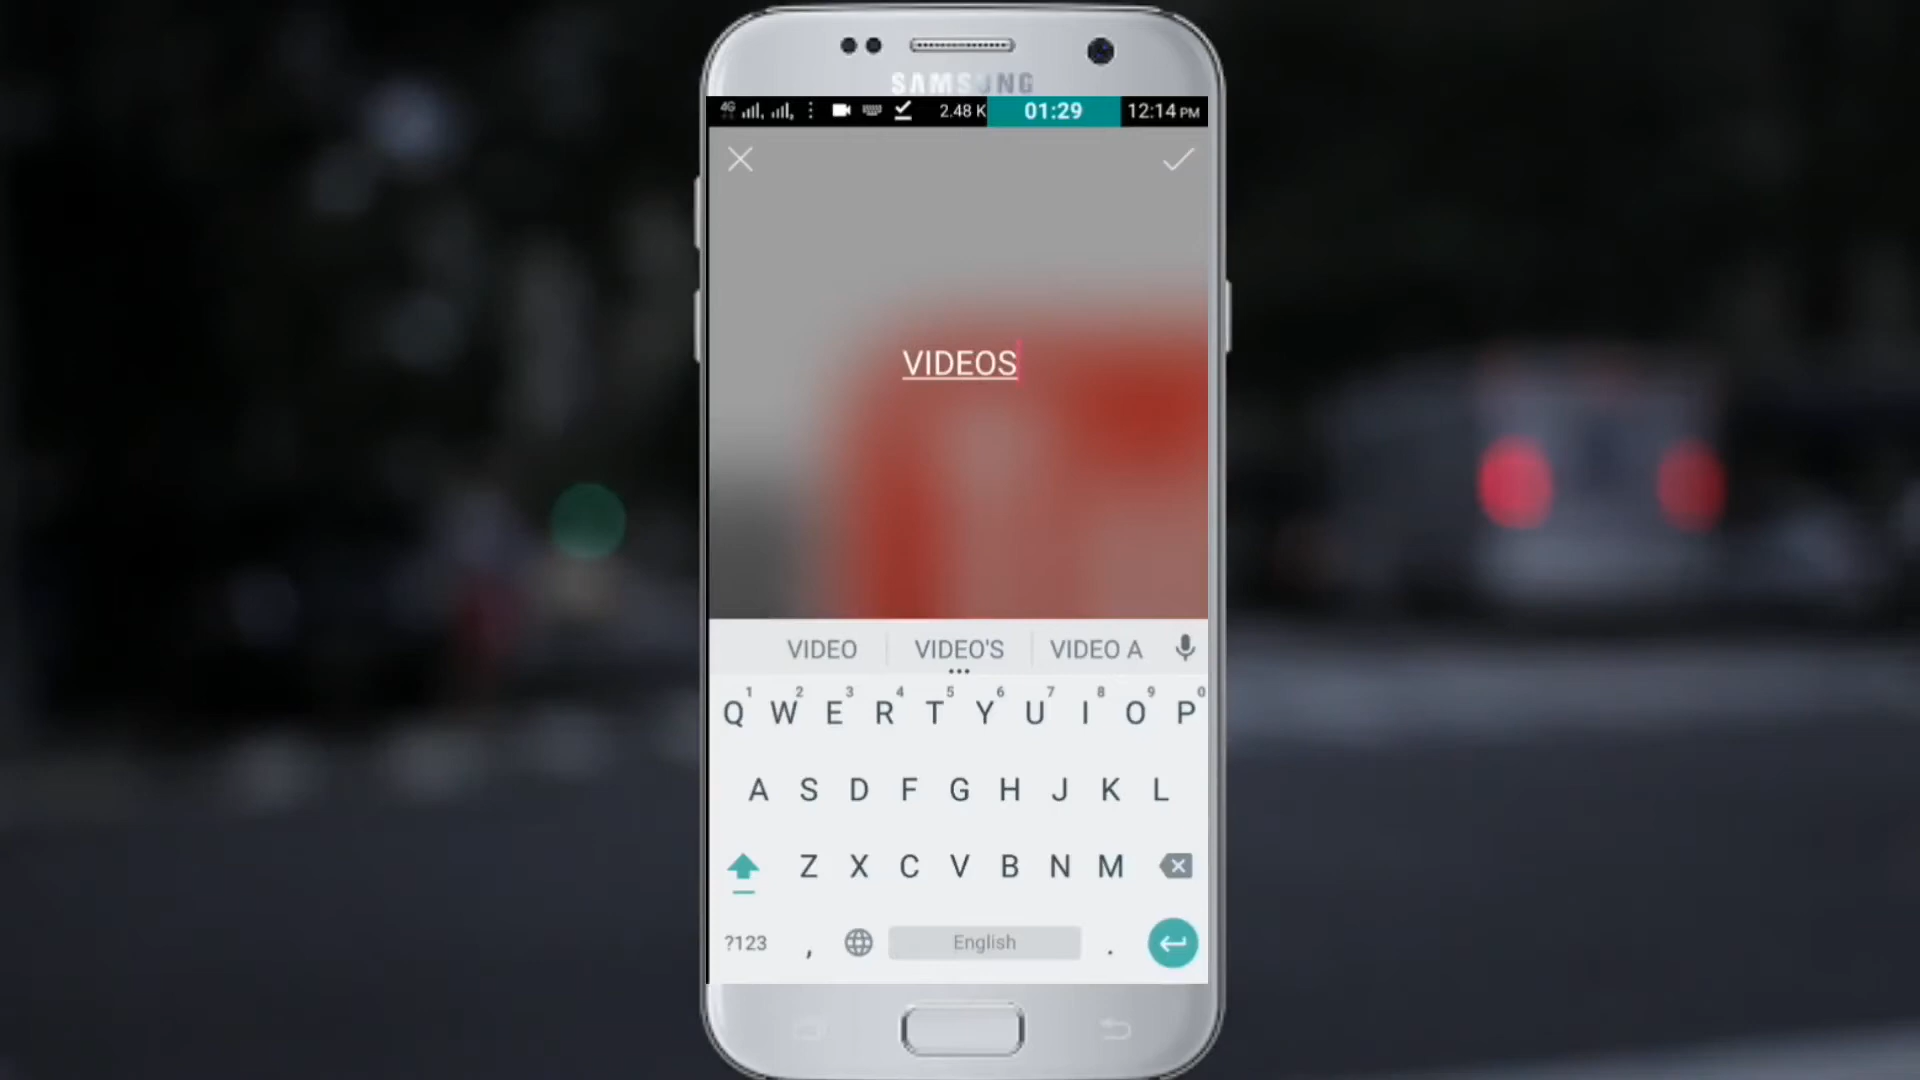 SAMSUNG
4G 2.48 K 01:29 12:14 PM
VIDEOS
VIDEO VIDEO'S VIDEO A
1 2 3 4 5 6 7 8 9 0
Q W E R T Y U I O P
A S D F G H J K L
Z X C V B N M
?123 , English .